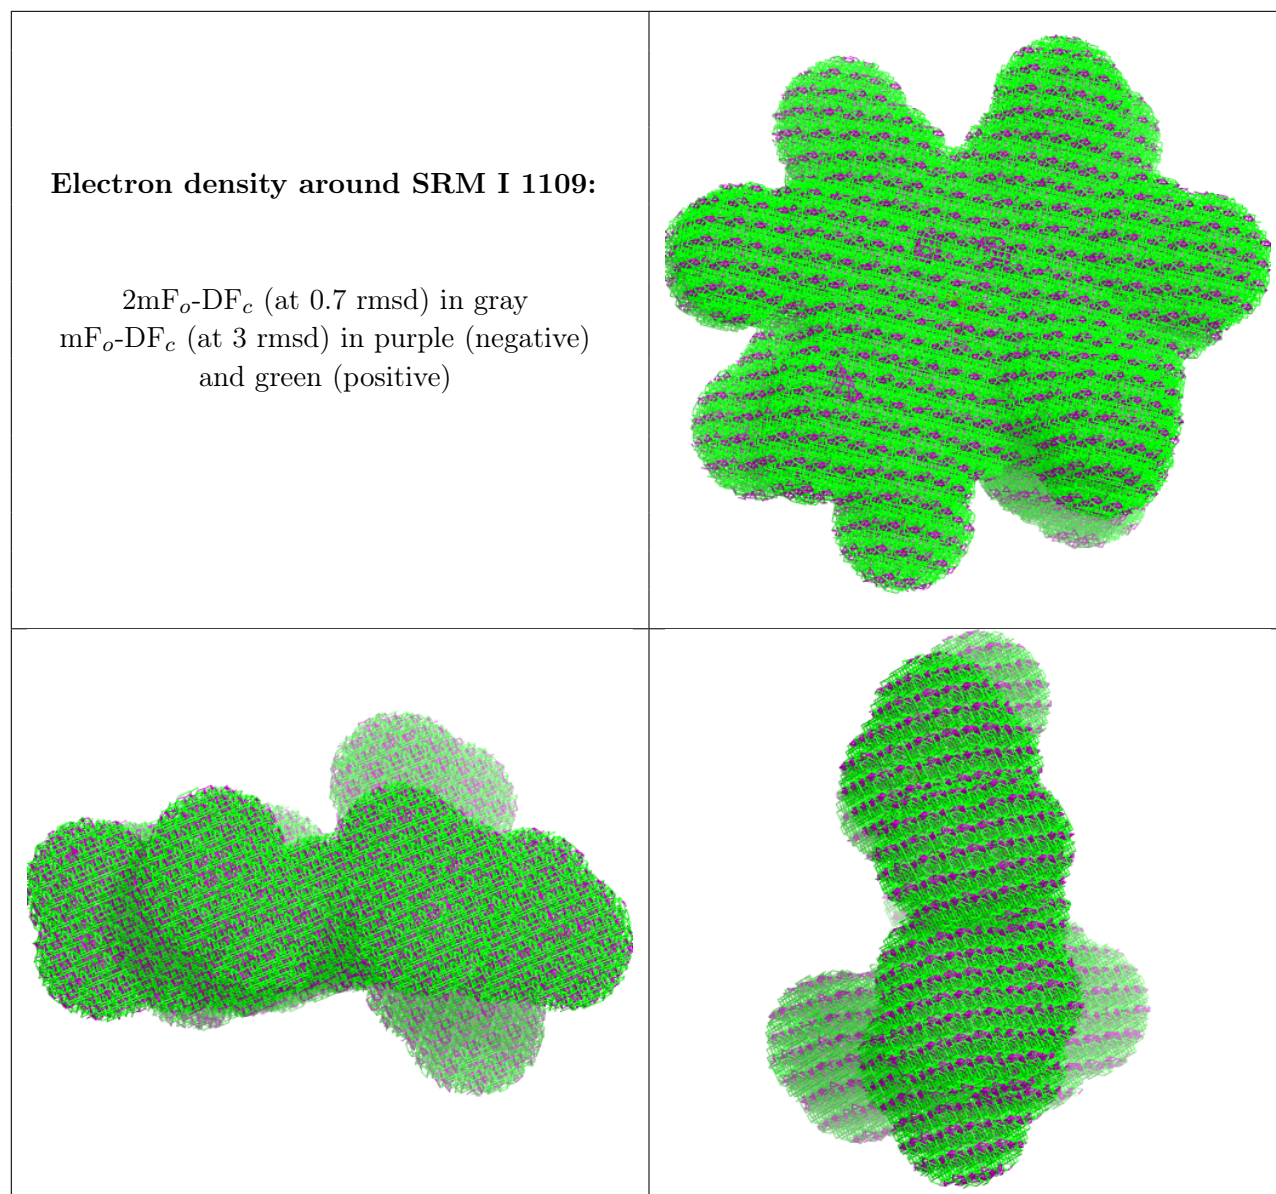 Electron density around SRM I 1109:
2mFo-DFc (at 0.7 rmsd) in gray
mFo-DFc (at 3 rmsd) in purple (negative)
and green (positive)